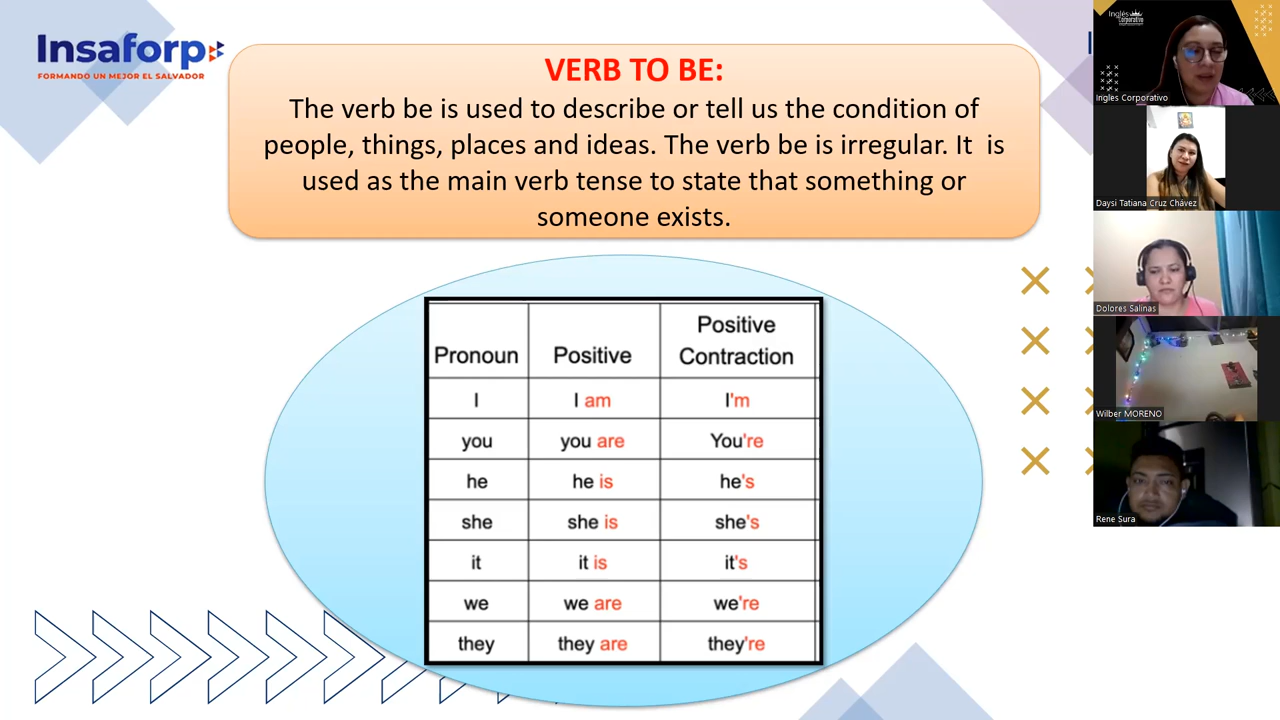 Insaforp
FORMANDO UN MEJOR EL SALVADOR
VERB TO BE:
The verb be is used to describe or tell us the condition of
people, things, places and ideas. The verb be is irregular. It is
used as the main verb tense to state that something or
someone exists.
Pronoun Positive Positive Contraction
I I am I'm
you you are You're
he he is he's
she she is she's
it it is it's
we we are we're
they they are they're
Inglés
Corporativo
Ingles Corporativo
Daysi Tatiana Cruz Chávez
Dolores Salinas
Wilber MORENO
Rene Sura